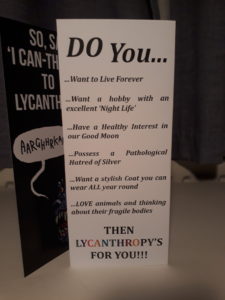 SO, S
'I CAN-TH
TO
LYCANTH
AARGHHRKA
DO You...
...Want to Live Forever
...Want a hobby with an
excellent 'Night Life'
...Have a Healthy Interest in
our Good Moon
...Possess a Pathological
Hatred of Silver
...Want a stylish Coat you can
wear ALL year round
...LOVE animals and thinking
about their fragile bodies
THEN
LYCANTHROPY'S
FOR YOU!!!